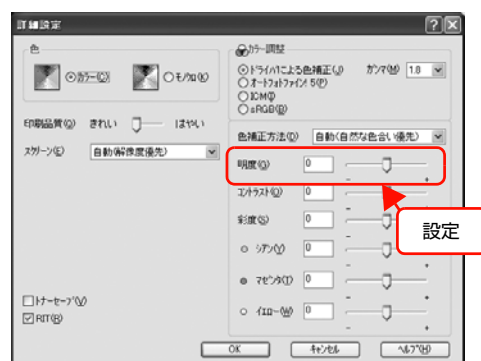 詳細設定
色
カラー(C)
モノクロ(K)
印刷品質(Q) きれい はやい
スクリーン(E) 自動(解像度優先)
トナーセーブ(V)
RIT(B)
カラー調整
ドライバによる色補正(J) ガンマ(M) 1.8
オートフォトファイン! 5(P)
ICM(I)
sRGB(B)
色補正方法(D) 自動(自然な色合い優先)
明度(O) 0
- +
コントラスト(O) 0
彩度(S) 0
シアン(Y) 0
- +
マゼンタ(T) 0
- +
イエロー(W) 0
- +
設定
OK キャンセル ヘルプ(H)